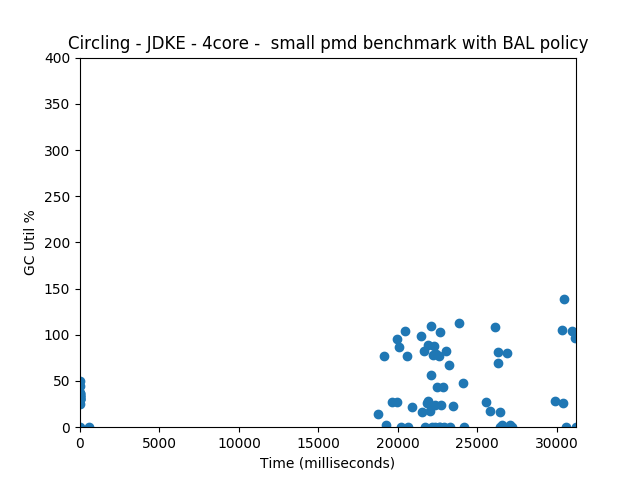 Circling - JDKE - 4core -  small pmd benchmark with BAL policy
400
350
300
250
200
150
100
50
0
GC Util %
0 5000 10000 15000 20000 25000 30000
Time (milliseconds)